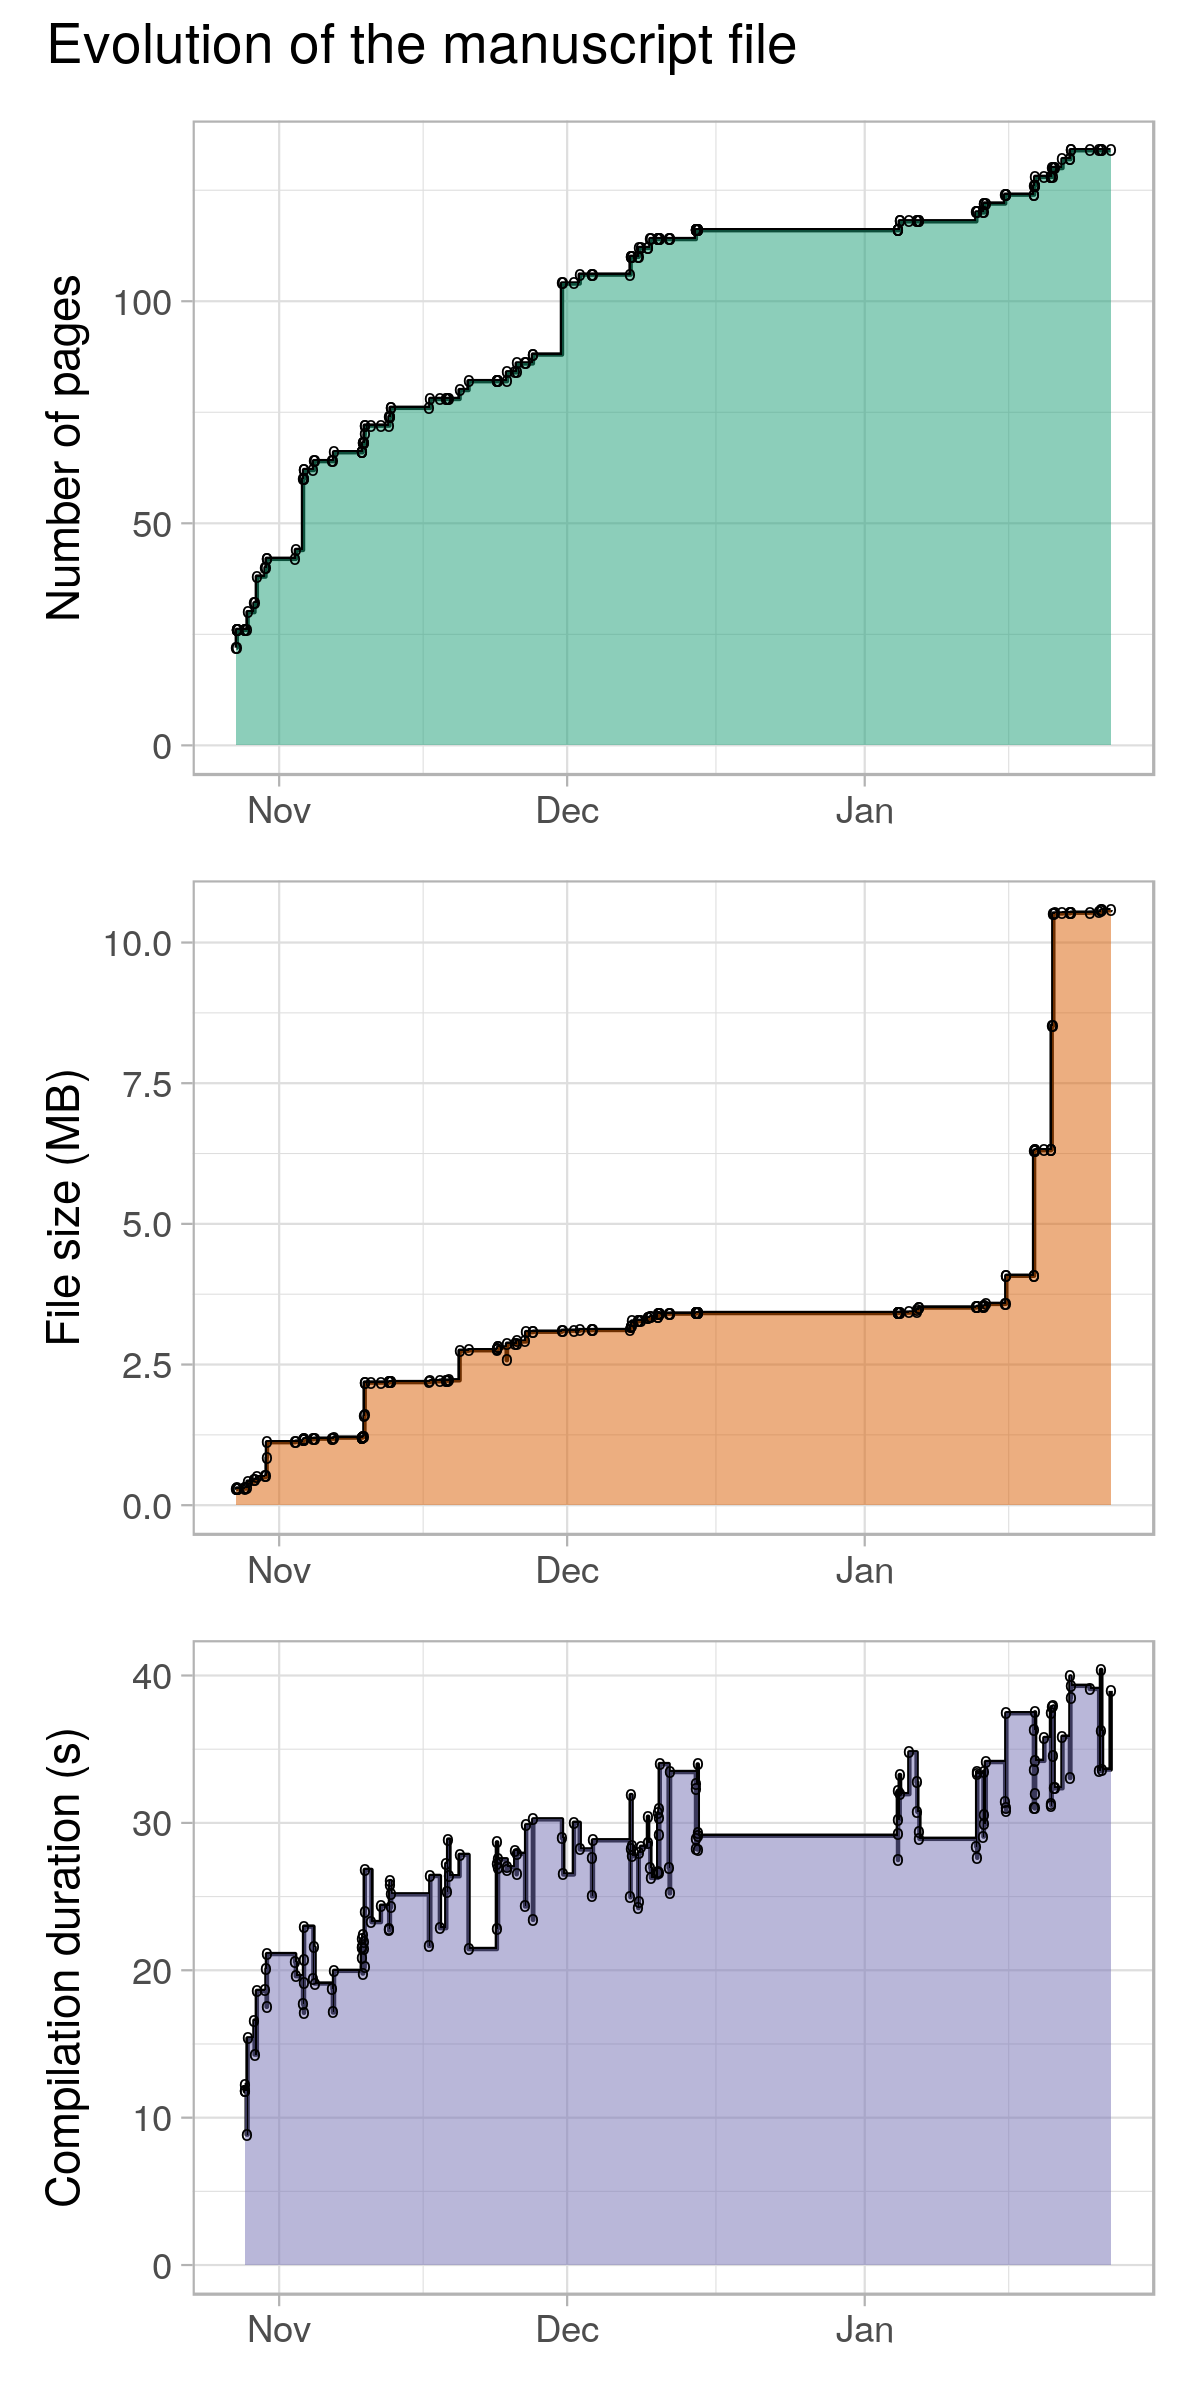 Evolution of the manuscript file
Number of pages
100
50
0
Nov Dec Jan
File size (MB)
10.0
7.5
5.0
2.5
0.0
Nov Dec Jan
Compilation duration (s)
40
30
20
10
0
Nov Dec Jan